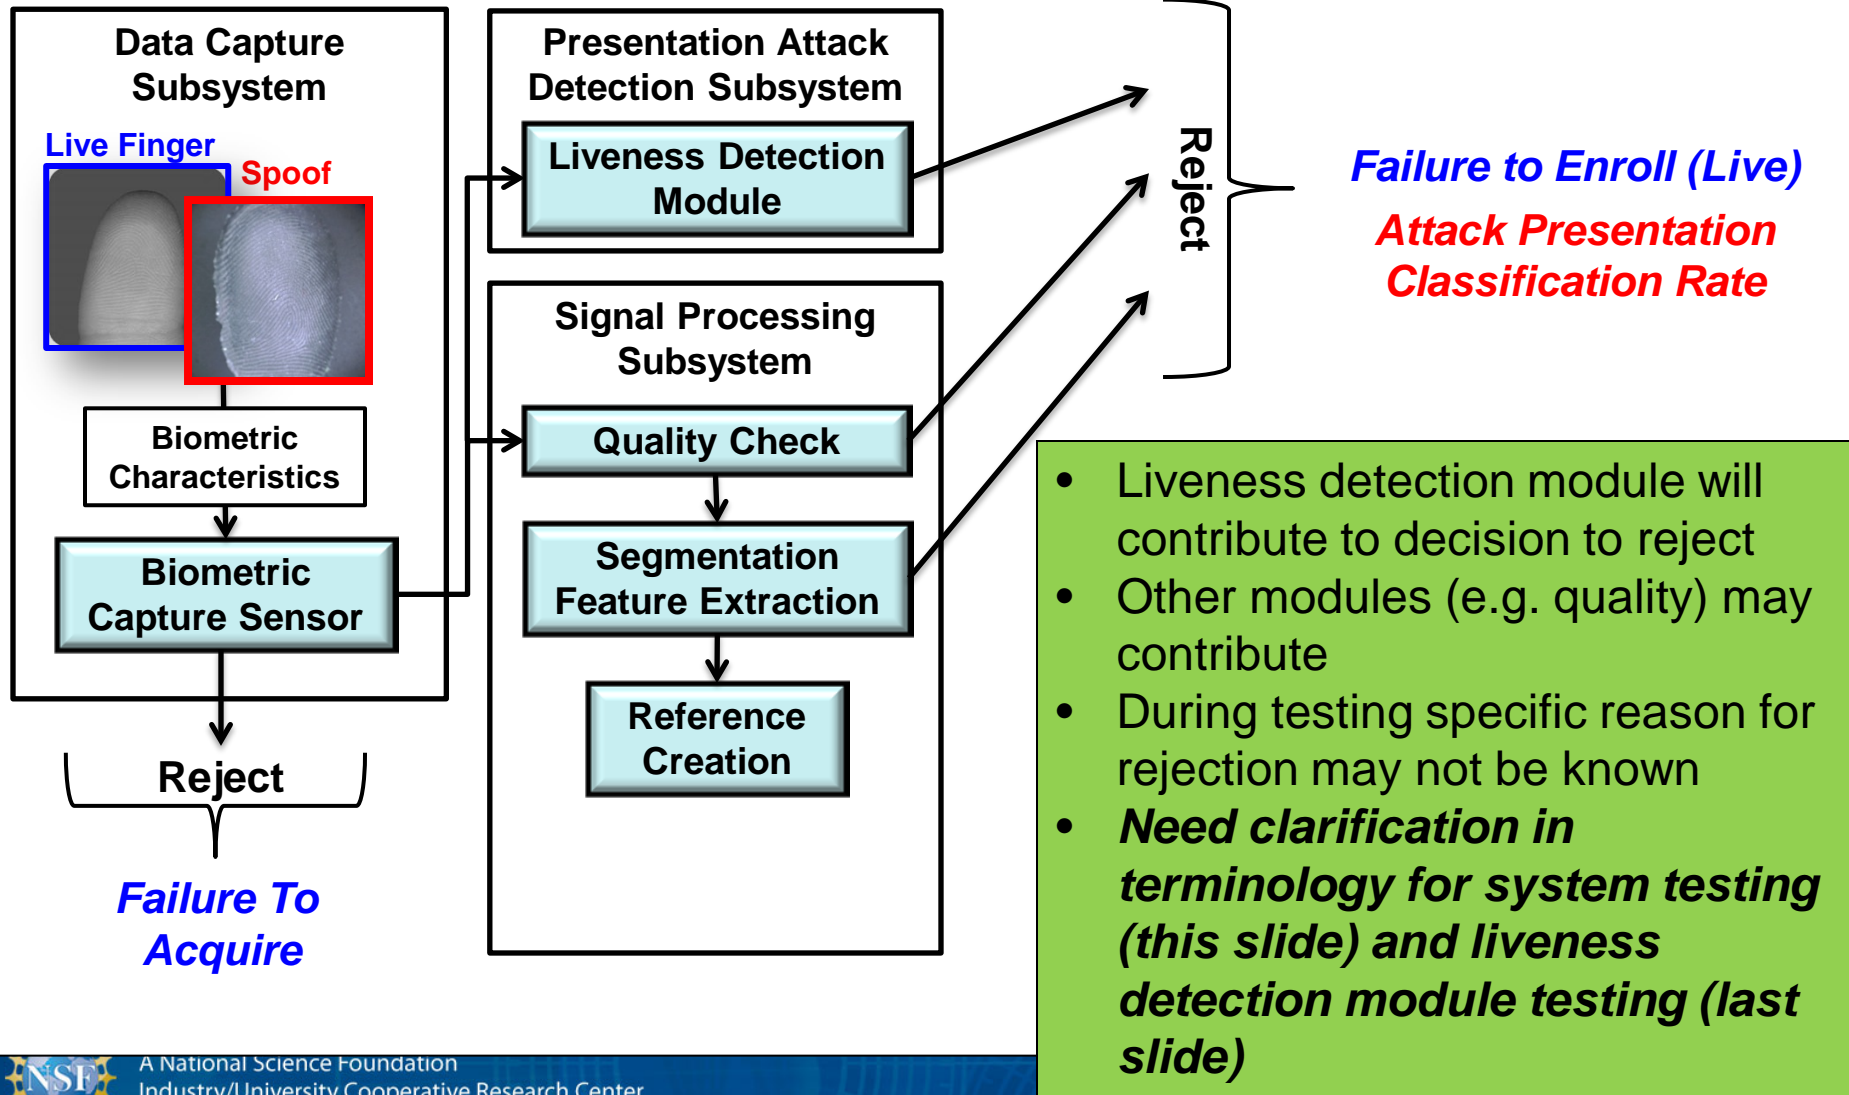 Data Capture
Subsystem
Live Finger
Spoof
Biometric
Characteristics
Biometric
Capture Sensor
Reject
Failure To
Acquire
Presentation Attack
Detection Subsystem
Liveness Detection
Module
Signal Processing
Subsystem
Quality Check
Segmentation
Feature Extraction
Reference
Creation
Reject
Failure to Enroll (Live)
Attack Presentation
Classification Rate
• Liveness detection module will
contribute to decision to reject
• Other modules (e.g. quality) may
contribute
• During testing specific reason for
rejection may not be known
• Need clarification in
terminology for system testing
(this slide) and liveness
detection module testing (last
slide)
NSF
A National Science Foundation
Industry/University Cooperative Research Center